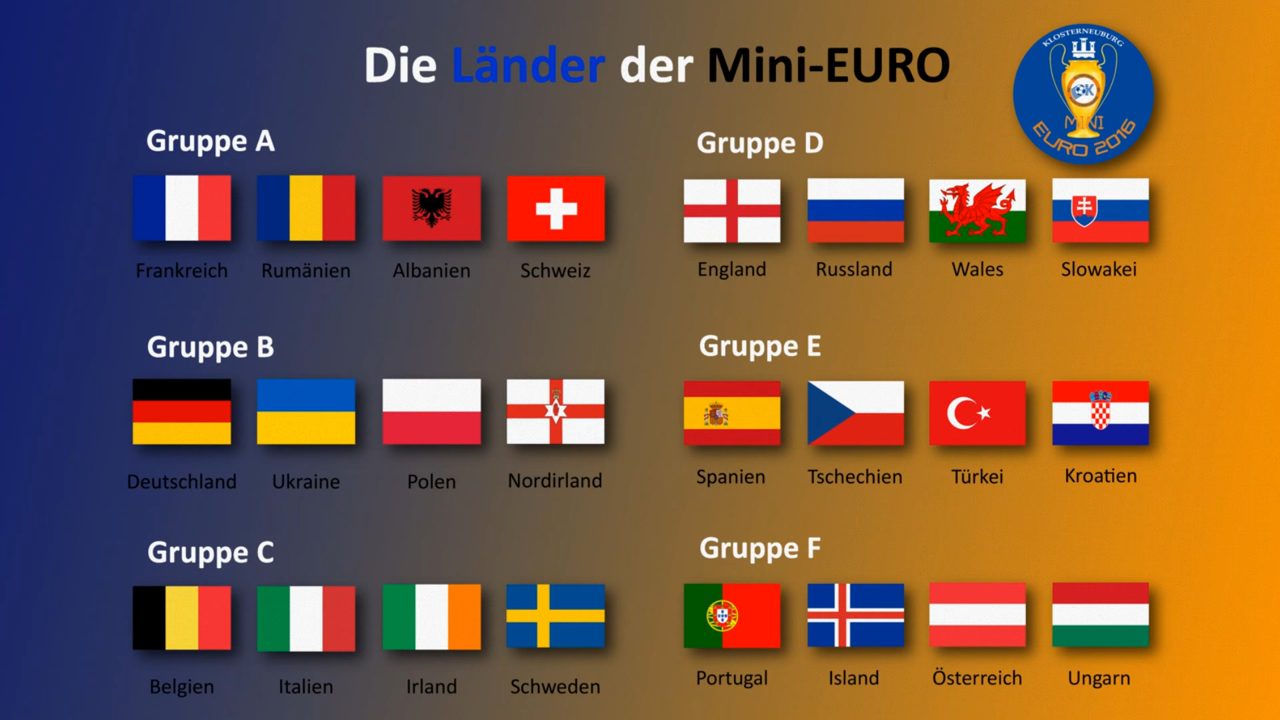 Die Länder der Mini-EURO
KLOSTERNEUBURG
MINI
EURO 2016
Gruppe A
Frankreich Rumänien Albanien Schweiz
Gruppe B
Deutschland Ukraine Polen Nordirland
Gruppe C
Belgien Italien Irland Schweden
Gruppe D
England Russland Wales Slowakei
Gruppe E
Spanien Tschechien Türkei Kroatien
Gruppe F
Portugal Island Österreich Ungarn